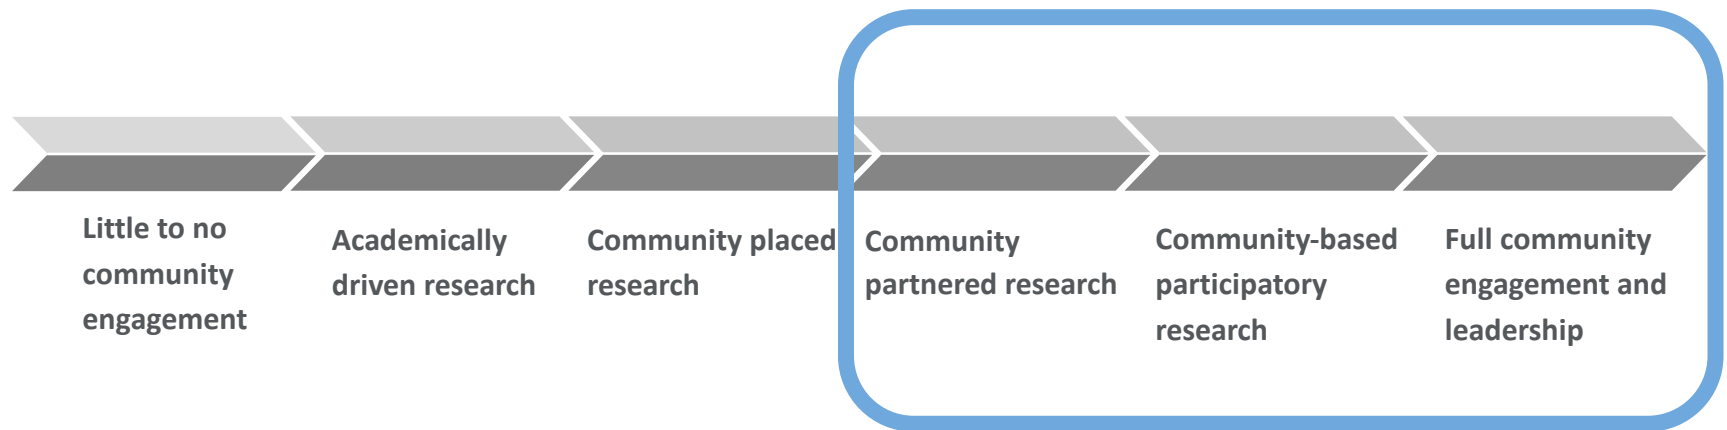 Little to no
community
engagement
Academically
driven research
Community placed
research
Community
partnered research
Community-based
participatory
research
Full community
engagement and
leadership